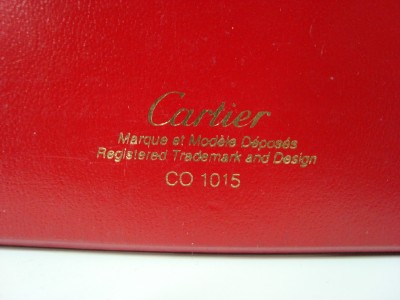 Cartier
Marque et Modèle Déposés
Registered Trademark and Design
CO 1015